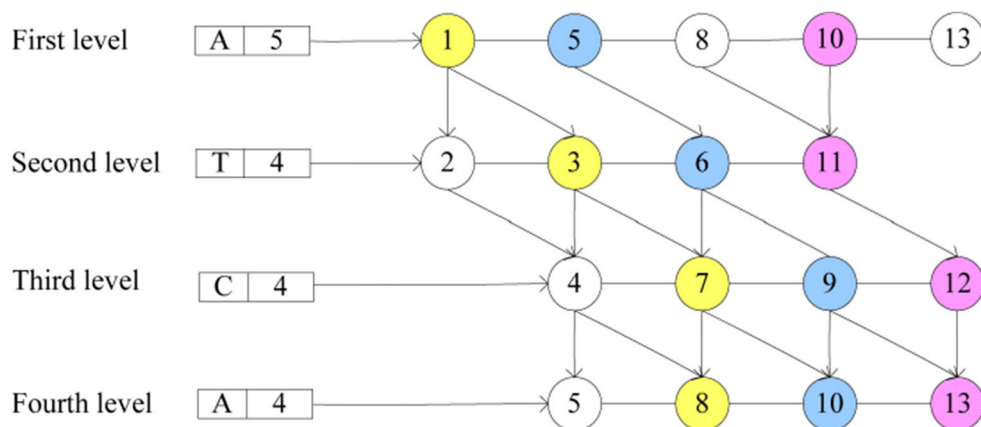 First level A 5 1 5 8 10 13
Second level T 4 2 3 6 11
Third level C 4 4 7 9 12
Fourth level A 4 5 8 10 13